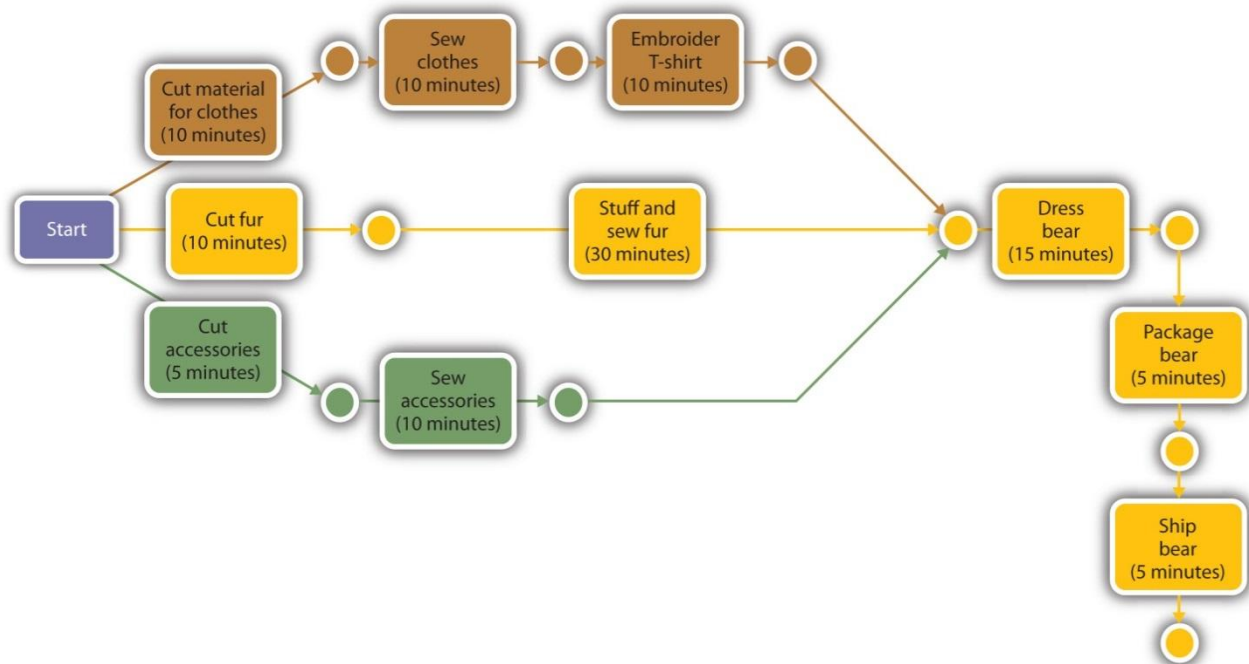 Sew
clothes
(10 minutes)
Embroider
T-shirt
(10 minutes)
Cut material
for clothes
(10 minutes)
Start
Cut fur
(10 minutes)
Stuff and
sew fur
(30 minutes)
Dress
bear
(15 minutes)
Cut
accessories
(5 minutes)
Sew
accessories
(10 minutes)
Package
bear
(5 minutes)
Ship
bear
(5 minutes)